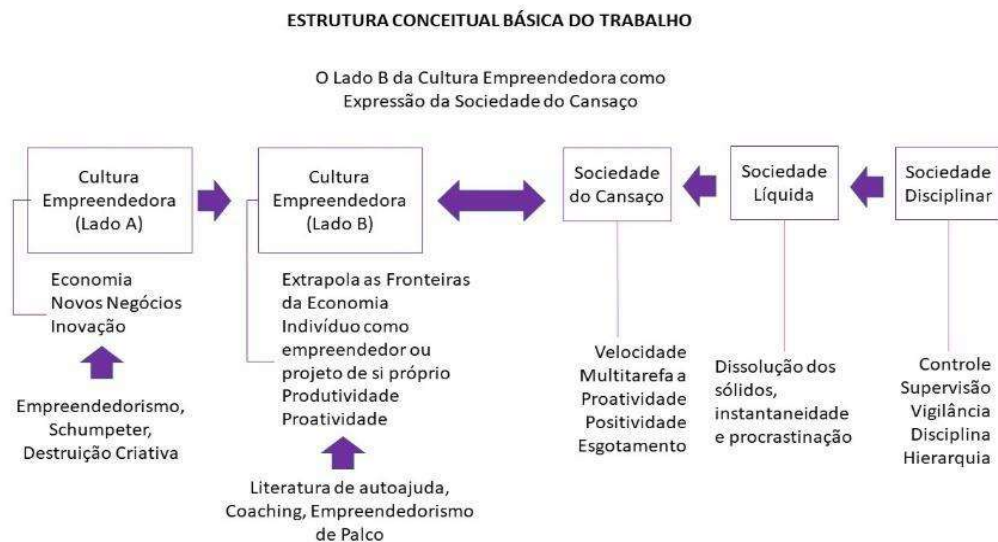 ESTRUTURA CONCEITUAL BÁSICA DO TRABALHO
O Lado B da Cultura Empreendedora como
Expressão da Sociedade do Cansaço
Cultura
Empreendedora
(Lado A)
Cultura
Empreendedora
(Lado B)
Sociedade
do Cansaço
Sociedade
Líquida
Sociedade
Disciplinar
Economia
Novos Negócios
Inovação
Extrapola as Fronteiras
da Economia
Indivíduo como
empreendedor ou
projeto de si próprio
Produtividade
Proatividade
Velocidade
Multitarefa a
Proatividade
Positividade
Esgotamento
Dissolução dos
sólidos,
instantaneidade
e procrastinação
Controle
Supervisão
Vigilância
Disciplina
Hierarquia
Empreendedorismo,
Schumpeter,
Destruição Criativa
Literatura de autoajuda,
Coaching, Empreendedorismo
de Palco